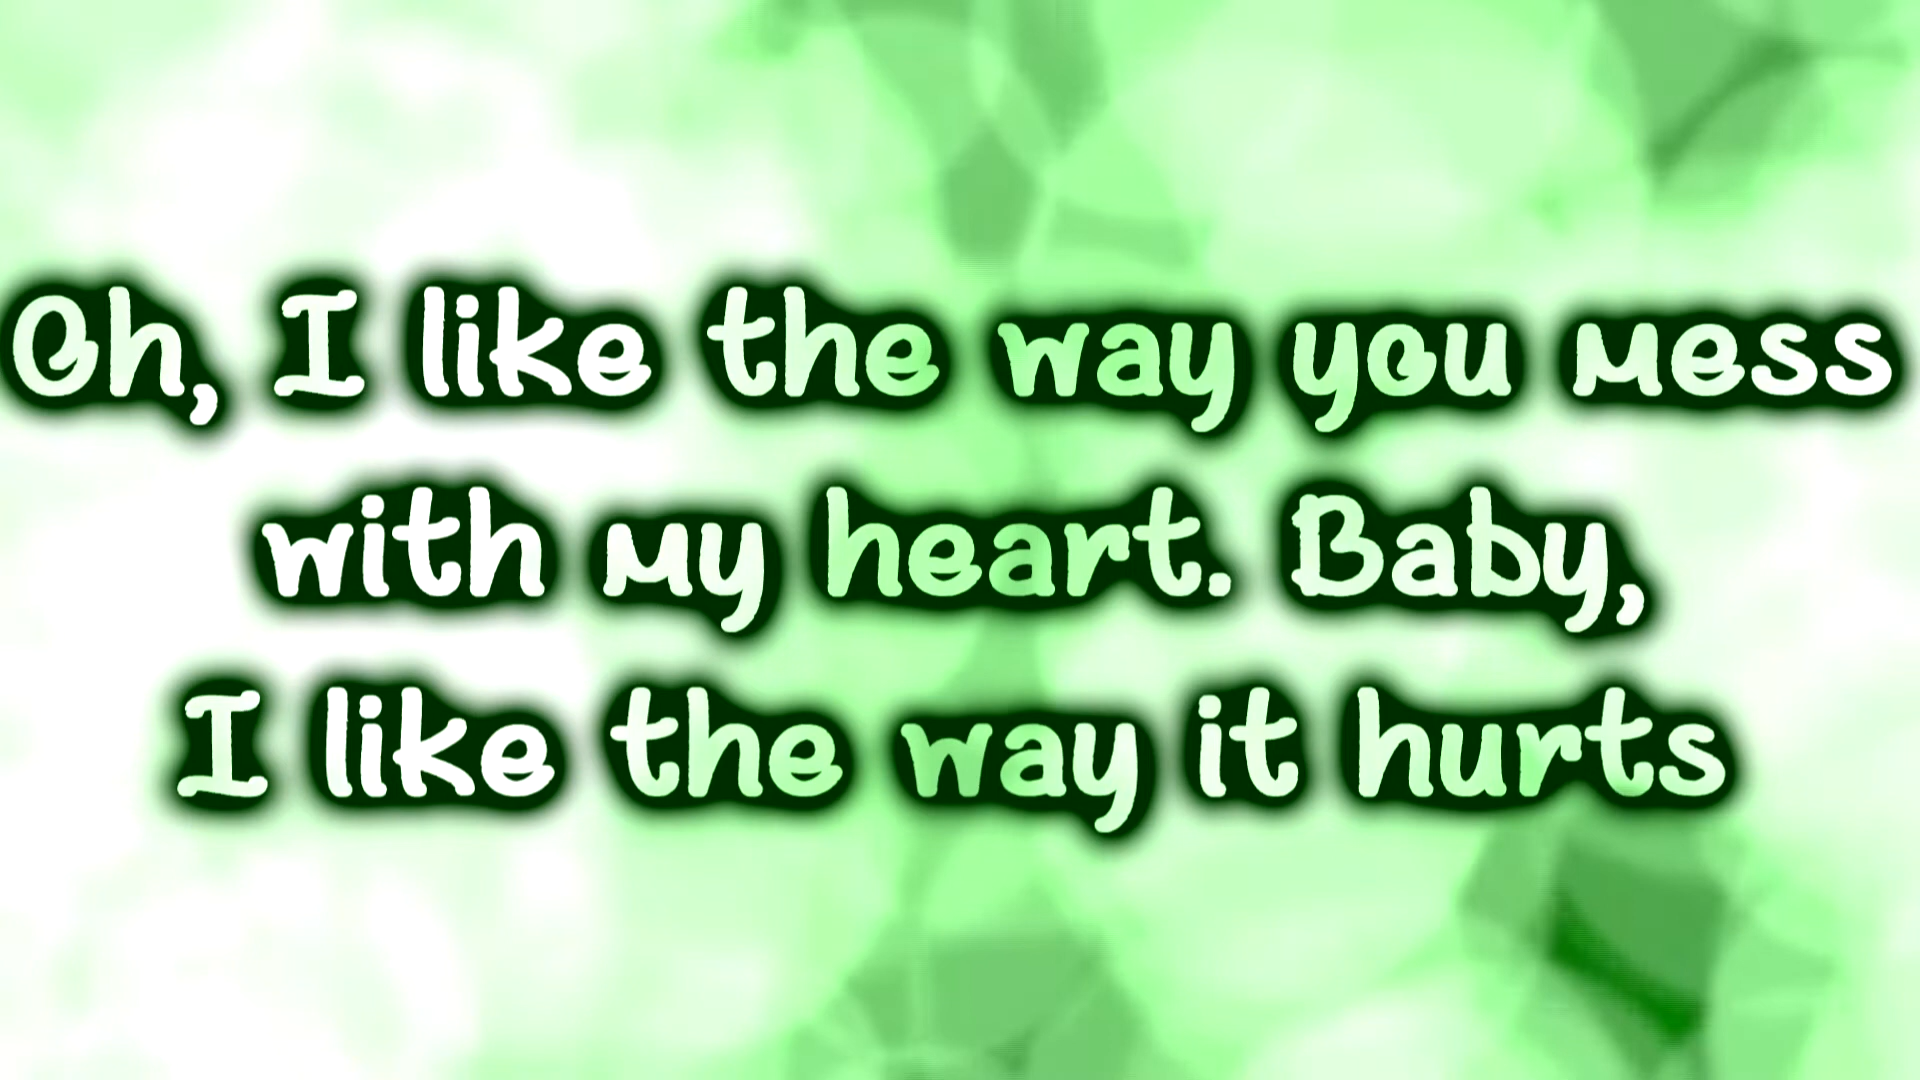 Oh, I like the way you mess
with my heart. Baby,
I like the way it hurts